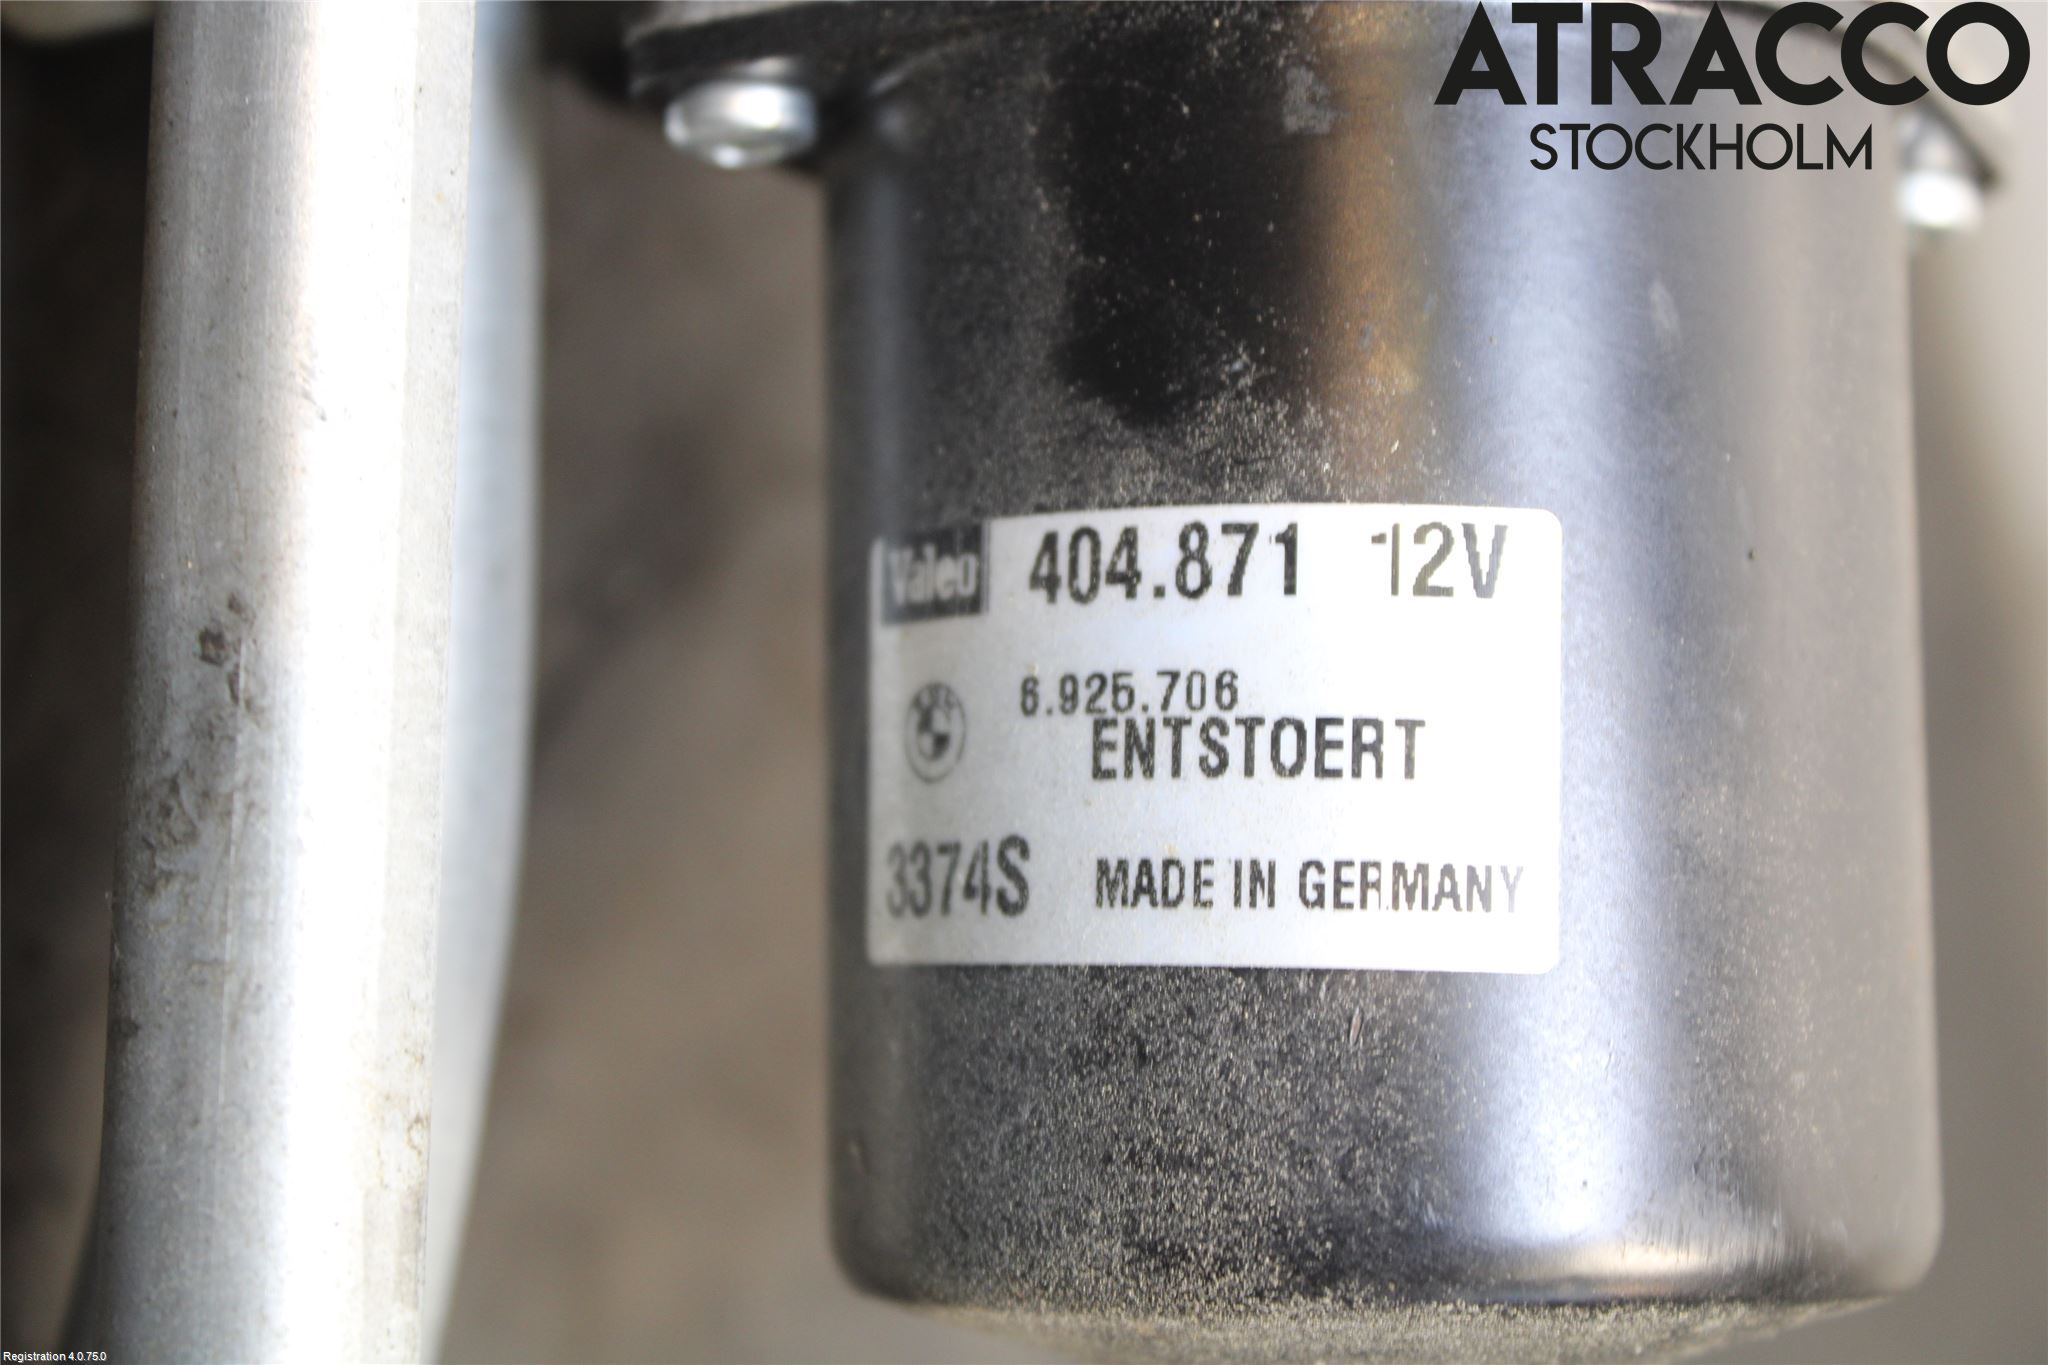 ATRACCO
STOCKHOLM
Valeo 404.871 12V
6.925.706
ENTSTOERT
3374S MADE IN GERMANY
Registration 4.0.75.0